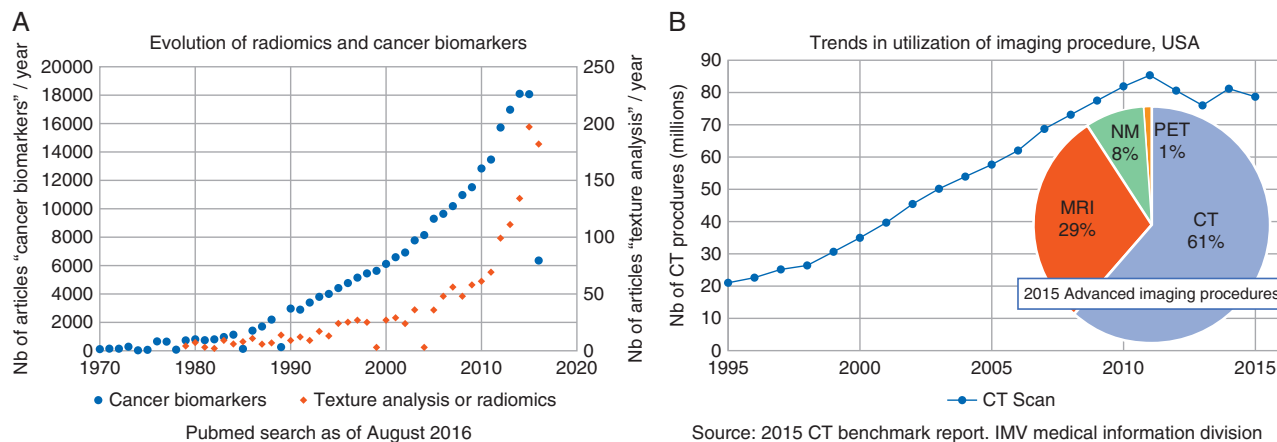 A
Evolution of radiomics and cancer biomarkers
Nb of articles “cancer biomarkers” / year
20000
18000
16000
14000
12000
10000
8000
6000
4000
2000
0
250
200
150
100
50
0
Nb of articles “texture analysis” / year
1970
1980
1990
2000
2010
2020
Cancer biomarkers
Texture analysis or radiomics
Pubmed search as of August 2016
B
Trends in utilization of imaging procedure, USA
Nb of CT procdures (millions)
90
80
70
60
50
40
30
20
10
0
NM
8%
PET
1%
MRI
29%
CT
61%
2015 Advanced imaging procedures
1995
2000
2005
2010
2015
CT Scan
Source: 2015 CT benchmark report. IMV medical information division